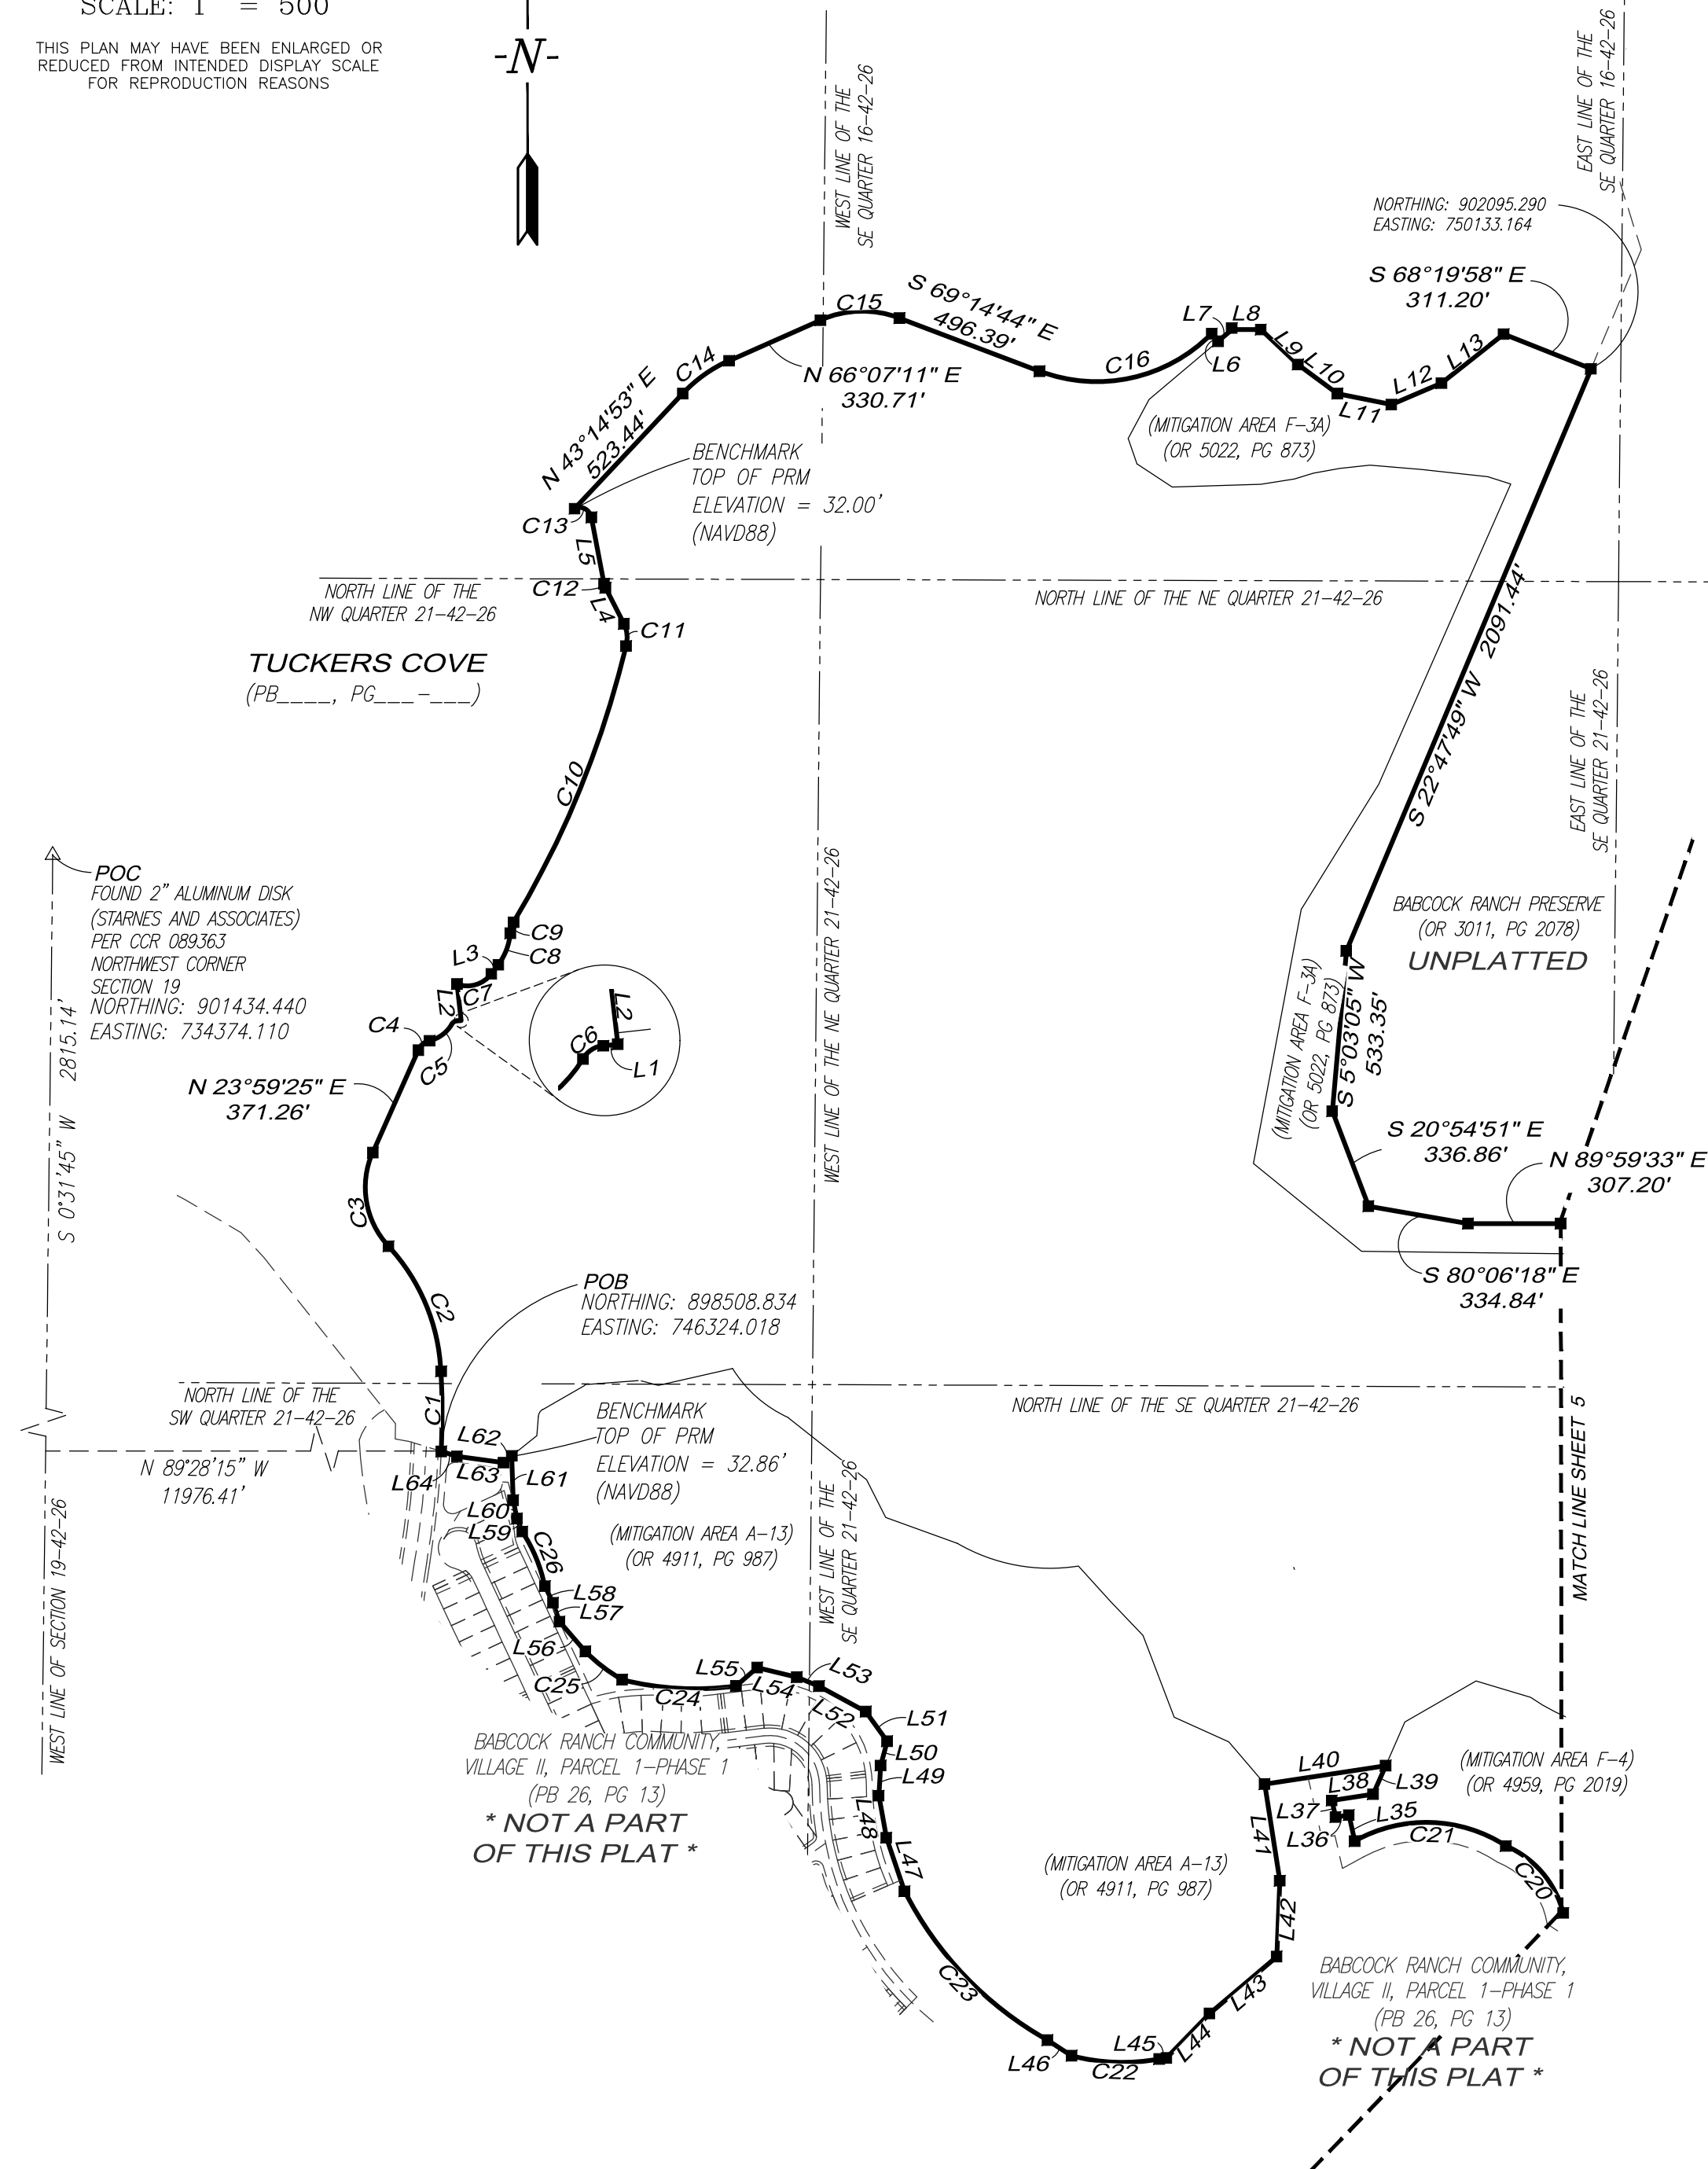 SCALE: 1" = 500'
THIS PLAN MAY HAVE BEEN ENLARGED OR
REDUCED FROM INTENDED DISPLAY SCALE
FOR REPRODUCTION REASONS
-N-
WEST LINE OF THE
SE QUARTER 16-42-26
EAST LINE OF THE
SE QUARTER 16-42-26
NORTHING: 902095.290
EASTING: 750133.164
S 68°19'58" E
311.20'
C15
S 69°14'44" E
496.39'
L7
L8
L6
L9
L10
L11
L12
L13
C16
C14
N 66°07'11" E
330.71'
N 43°14'53" E
523.44'
(MITIGATION AREA F-3A)
(OR 5022, PG 873)
BENCHMARK
TOP OF PRM
ELEVATION = 32.00'
(NAVD88)
C13
L5
C12
L4
C11
NORTH LINE OF THE
NW QUARTER 21-42-26
NORTH LINE OF THE NE QUARTER 21-42-26
TUCKERS COVE
(PB____, PG___-___)
S 22°47'49" W 2091.44'
EAST LINE OF THE
SE QUARTER 21-42-26
C10
POC
FOUND 2" ALUMINUM DISK
(STARNES AND ASSOCIATES)
PER CCR 089363
NORTHWEST CORNER
SECTION 19
NORTHING: 901434.440
EASTING: 734374.110
WEST LINE OF THE NE QUARTER 21-42-26
BABCOCK RANCH PRESERVE
(OR 3011, PG 2078)
UNPLATTED
C9
C8
L3
C7
L2
C4
C5
L2
C6
L1
S 0°31'45" W 2815.14'
(MITIGATION AREA F-3A)
(OR 5022, PG 873)
S 5°03'05" W
533.35'
N 23°59'25" E
371.26'
S 20°54'51" E
336.86'
N 89°59'33" E
307.20'
C3
S 80°06'18" E
334.84'
C2
POB
NORTHING: 898508.834
EASTING: 746324.018
NORTH LINE OF THE
SW QUARTER 21-42-26
C1
NORTH LINE OF THE SE QUARTER 21-42-26
BENCHMARK
TOP OF PRM
ELEVATION = 32.86'
(NAVD88)
MATCH LINE SHEET 5
N 89°28'15" W
11976.41'
L62
L63
L64
L61
L60
L59
C26
WEST LINE OF SECTION 19-42-26
(MITIGATION AREA A-13)
(OR 4911, PG 987)
WEST LINE OF THE
SE QUARTER 21-42-26
L58
L57
L56
C25
C24
L55
L54
L53
L52
L51
L50
L49
L48
L47
BABCOCK RANCH COMMUNITY,
VILLAGE II, PARCEL 1-PHASE 1
(PB 26, PG 13)
* NOT A PART
OF THIS PLAT *
L40
L38
L39
L37
L36
L35
C21
C20
(MITIGATION AREA F-4)
(OR 4959, PG 2019)
L41
L42
(MITIGATION AREA A-13)
(OR 4911, PG 987)
C23
L43
L44
L45
L46
C22
BABCOCK RANCH COMMUNITY,
VILLAGE II, PARCEL 1-PHASE 1
(PB 26, PG 13)
* NOT A PART
OF THIS PLAT *